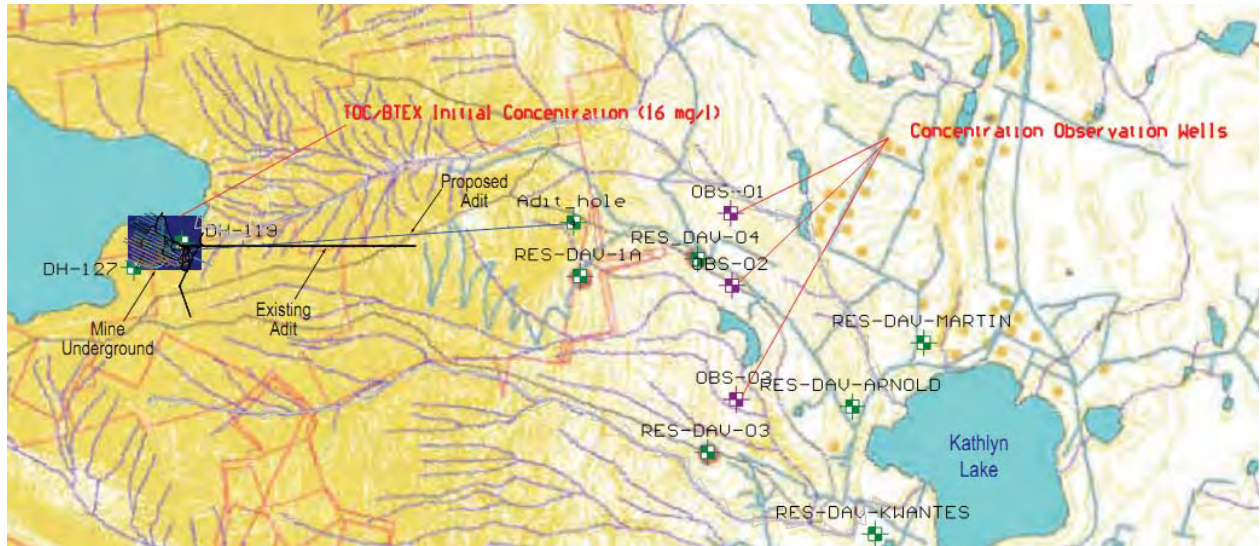 TOC/BTEX Initial Concentration (16 mg/l)
Concentration Observation Wells
Proposed
Adit
Adit_hole
OBS-01
DH-119
RES_DAV-04
OBS-02
RES-DAV-1A
DH-127
Existing
Adit
Mine
Underground
RES-DAV-MARTIN
OBS-03
RES-DAV-ARNOLD
RES-DAV-03
Kathlyn
Lake
RES-DAV-KWANTES